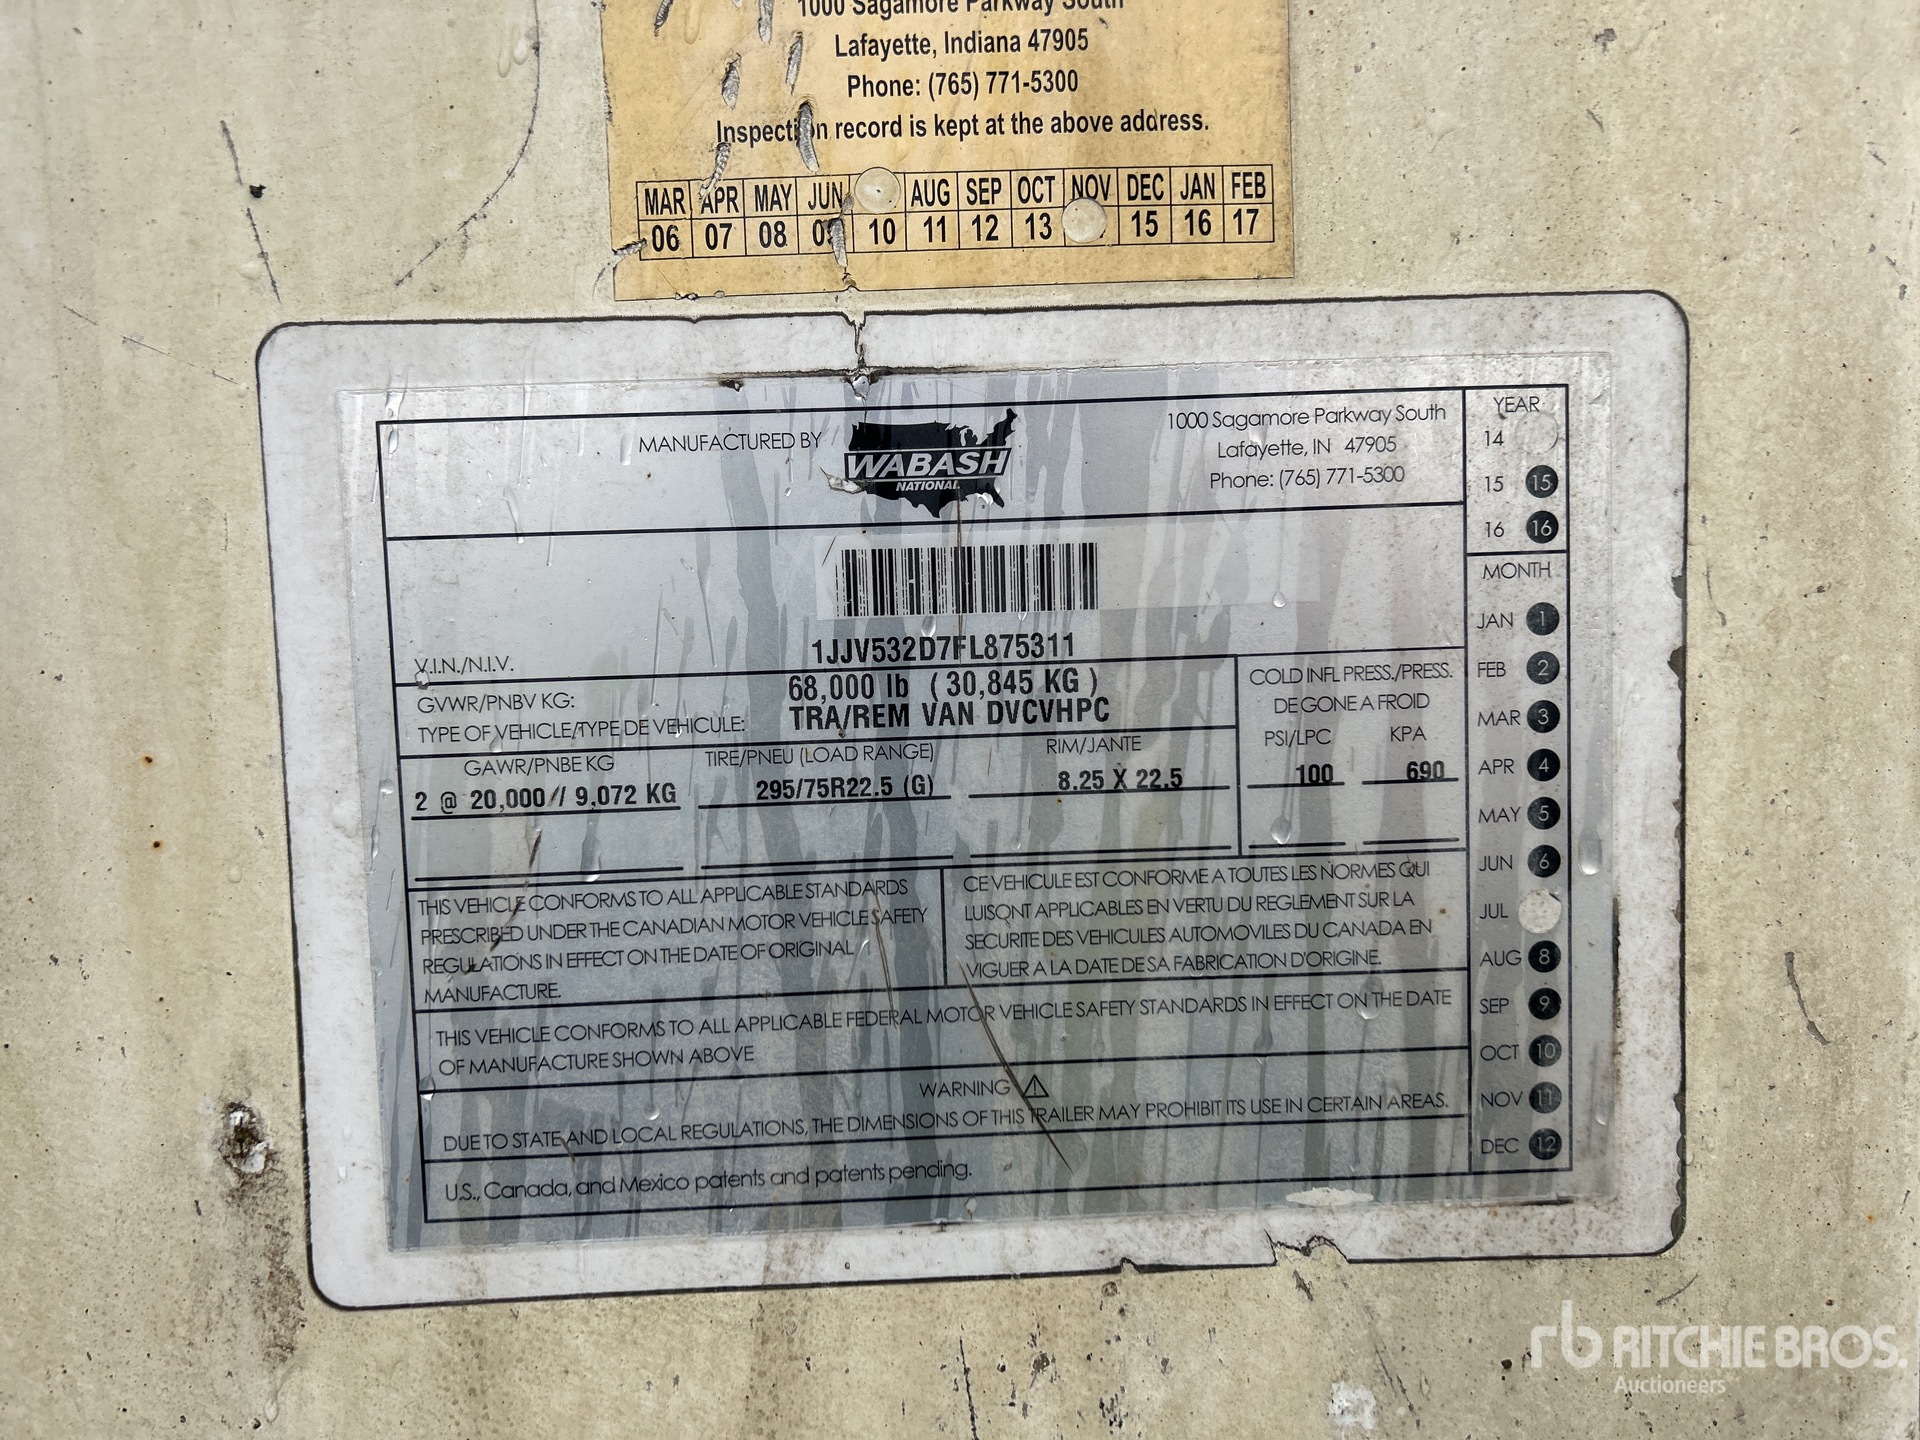 1000 Sagamore Parkway South
Lafayette, Indiana 47905
Phone: (765) 771-5300
Inspection record is kept at the above address.
MAR APR MAY JUN AUG SEP OCT NOV DEC JAN FEB
06 07 08 09 10 11 12 13 15 16 17
MANUFACTURED BY
WABASH
NATIONAL
1000 Sagamore Parkway South
Lafayette, IN 47905
Phone: (765) 771-5300
YEAR
14
15 15
16 16
MONTH
JAN 1
FEB 2
MAR 3
APR 4
MAY 5
JUN 6
JUL
AUG 8
SEP 9
OCT 10
NOV 11
DEC 12
V.I.N./N.I.V. 1JJV532D7FL875311
GVWR/PNBV KG: 68,000 lb ( 30,845 KG )
TYPE OF VEHICLE/TYPE DE VEHICULE: TRA/REM VAN DVCVHPC
COLD INFL PRESS./PRESS.
DE GONE A FROID
PSI/LPC KPA
100 690
GAWR/PNBE KG TIRE/PNEU (LOAD RANGE) RIM/JANTE
2 @ 20,000 // 9,072 KG 295/75R22.5 (G) 8.25 X 22.5
THIS VEHICLE CONFORMS TO ALL APPLICABLE STANDARDS
PRESCRIBED UNDER THE CANADIAN MOTOR VEHICLE SAFETY
REGULATIONS IN EFFECT ON THE DATE OF ORIGINAL
MANUFACTURE.
CE VEHICULE EST CONFORME A TOUTES LES NORMES QUI
LUISONT APPLICABLES EN VERTU DU REGLEMENT SUR LA
SECURITE DES VEHICULES AUTOMOVILES DU CANADA EN
VIGUER A LA DATE DE SA FABRICATION D'ORIGINE.
THIS VEHICLE CONFORMS TO ALL APPLICABLE FEDERAL MOTOR VEHICLE SAFETY STANDARDS IN EFFECT ON THE DATE
OF MANUFACTURE SHOWN ABOVE
WARNING
DUE TO STATE AND LOCAL REGULATIONS, THE DIMENSIONS OF THIS TRAILER MAY PROHIBIT ITS USE IN CERTAIN AREAS.
U.S., Canada, and Mexico patents and patents pending.
rb RITCHIE BROS.
Auctioneers